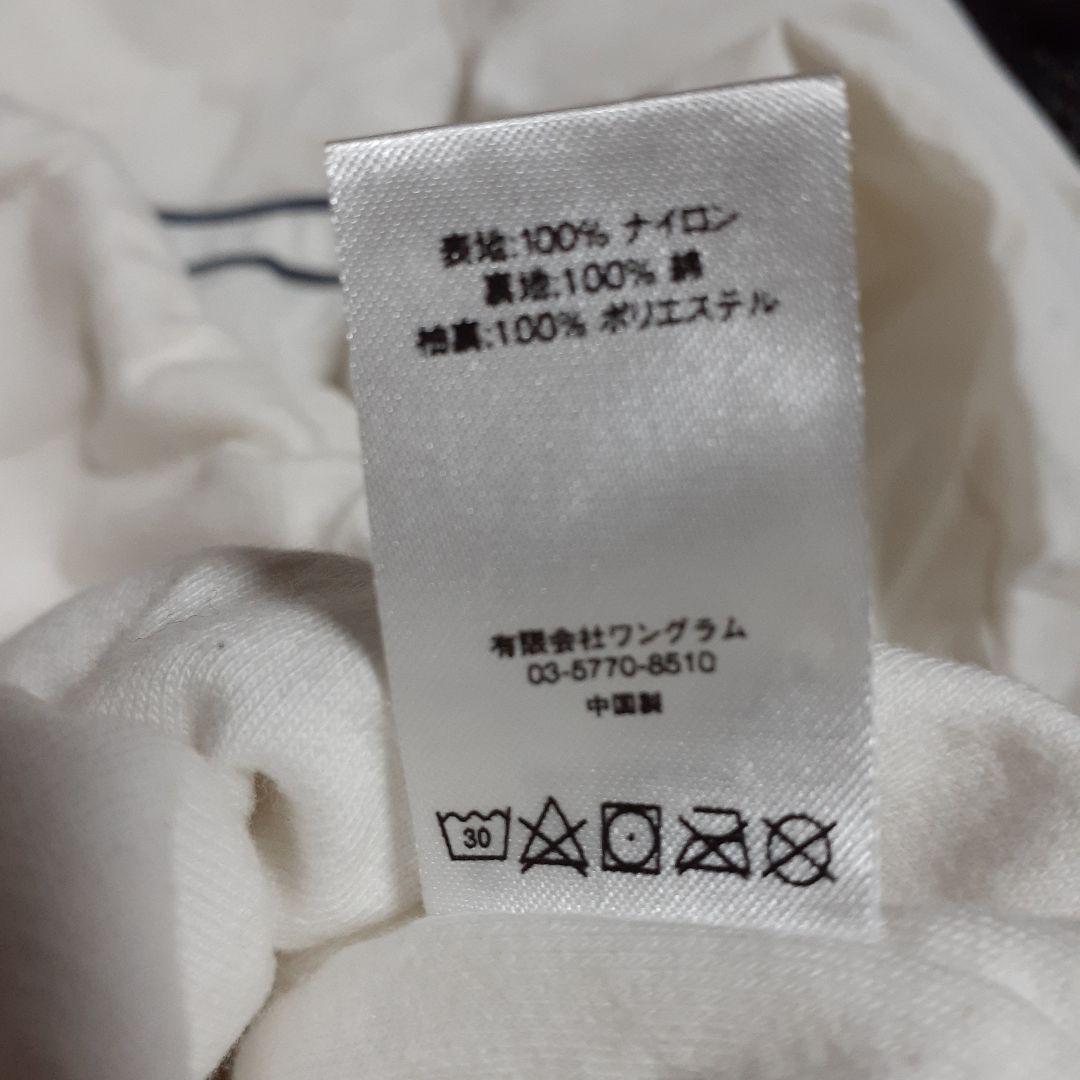 表地:100% ナイロン
裏地:100% 綿
袖裏:100% ポリエステル
有限会社ワングラム
03-5770-8510
中国製
30